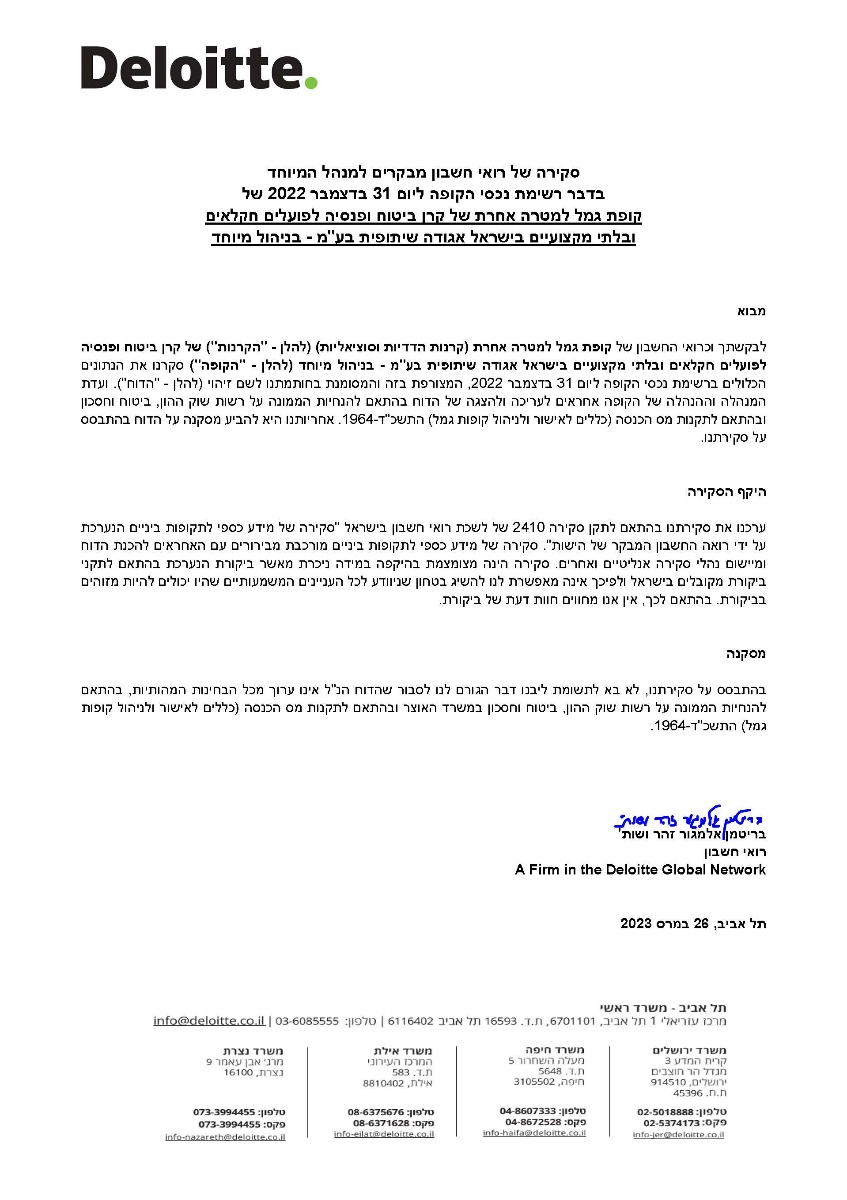 Deloitte.
סקירה של רואי חשבון מבקרים למנהל המיוחד
בדבר רשימת נכסי הקופה ליום 31 בדצמבר 2022 של
קופת גמל למטרה אחרת של קרן ביטוח ופנסיה לפועלים חקלאים
ובלתי מקצועיים בישראל אגודה שיתופית בע"מ - בניהול מיוחד
מבוא
לבקשתך וכרואי החשבון של קופת גמל למטרה אחרת (קרנות הדדיות וסוציאליות) (להלן - "הקרנות") של קרן ביטוח ופנסיה
לפועלים חקלאים ובלתי מקצועיים בישראל אגודה שיתופית בע"מ - בניהול מיוחד (להלן - "הקופה") סקרנו את הנתונים
הכלולים ברשימת נכסי הקופה ליום 31 בדצמבר 2022, המצורפת בזה והמסומנת בחותמתנו לשם זיהוי (להלן - "הדוח"). ועדת
המנהלה וההנהלה של הקופה אחראים לעריכה ולהצגה של הדוח בהתאם להנחיות הממונה על רשות שוק ההון, ביטוח וחסכון
ובהתאם לתקנות מס הכנסה (כללים לאישור ולניהול קופות גמל) התשכ"ד-1964. אחריותנו היא להביע מסקנה על הדוח בהתבסס
על סקירתנו.
היקף הסקירה
ערכנו את סקירתנו בהתאם לתקן סקירה 2410 של לשכת רואי חשבון בישראל "סקירה של מידע כספי לתקופות ביניים הנערכת
על ידי רואה החשבון המבקר של הישות". סקירה של מידע כספי לתקופות ביניים מורכבת מבירורים עם האחראים להכנת הדוח
ומיישום נהלי סקירה אנליטיים ואחרים. סקירה הינה מצומצמת בהיקפה במידה ניכרת מאשר ביקורת הנערכת בהתאם לתקני
ביקורת מקובלים בישראל ולפיכך אינה מאפשרת לנו להשיג בטחון שניוודע לכל העניינים המשמעותיים שהיו יכולים להיות מזוהים
בביקורת. בהתאם לכך, אין אנו מחווים חוות דעת של ביקורת.
מסקנה
בהתבסס על סקירתנו, לא בא לתשומת ליבנו דבר הגורם לנו לסבור שהדוח הנ"ל אינו ערוך מכל הבחינות המהותיות, בהתאם
להנחיות הממונה על רשות שוק ההון, ביטוח וחסכון במשרד האוצר ובהתאם לתקנות מס הכנסה (כללים לאישור ולניהול קופות
גמל) התשכ"ד-1964.
בריטמן אלמגור זהר ושות'
בריטמן אלמגור זהר ושות'
רואי חשבון
A Firm in the Deloitte Global Network
תל אביב, 26 במרס 2023
תל אביב - משרד ראשי
מרכז עזריאלי 1 תל אביב, 6701101, ת.ד. 16593 תל אביב 6116402 | טלפון: 03-6085555 | info@deloitte.co.il
משרד ירושלים
קרית המדע 3
מגדל הר חוצבים
ירושלים, 914510
ת.ח. 45396
טלפון: 02-5018888
פקס: 02-5374173
info-jer@deloitte.co.il
משרד חיפה
מעלה השחרור 5
ת.ד. 5648
חיפה, 3105502
טלפון: 04-8607333
פקס: 04-8672528
info-haifa@deloitte.co.il
משרד אילת
המרכז העירוני
ת.ד. 583
אילת, 8810402
טלפון: 08-6375676
פקס: 08-6371628
info-eilat@deloitte.co.il
משרד נצרת
מרג' אבן עאמר 9
נצרת, 16100
טלפון: 073-3994455
פקס: 073-3994455
info-nazareth@deloitte.co.il